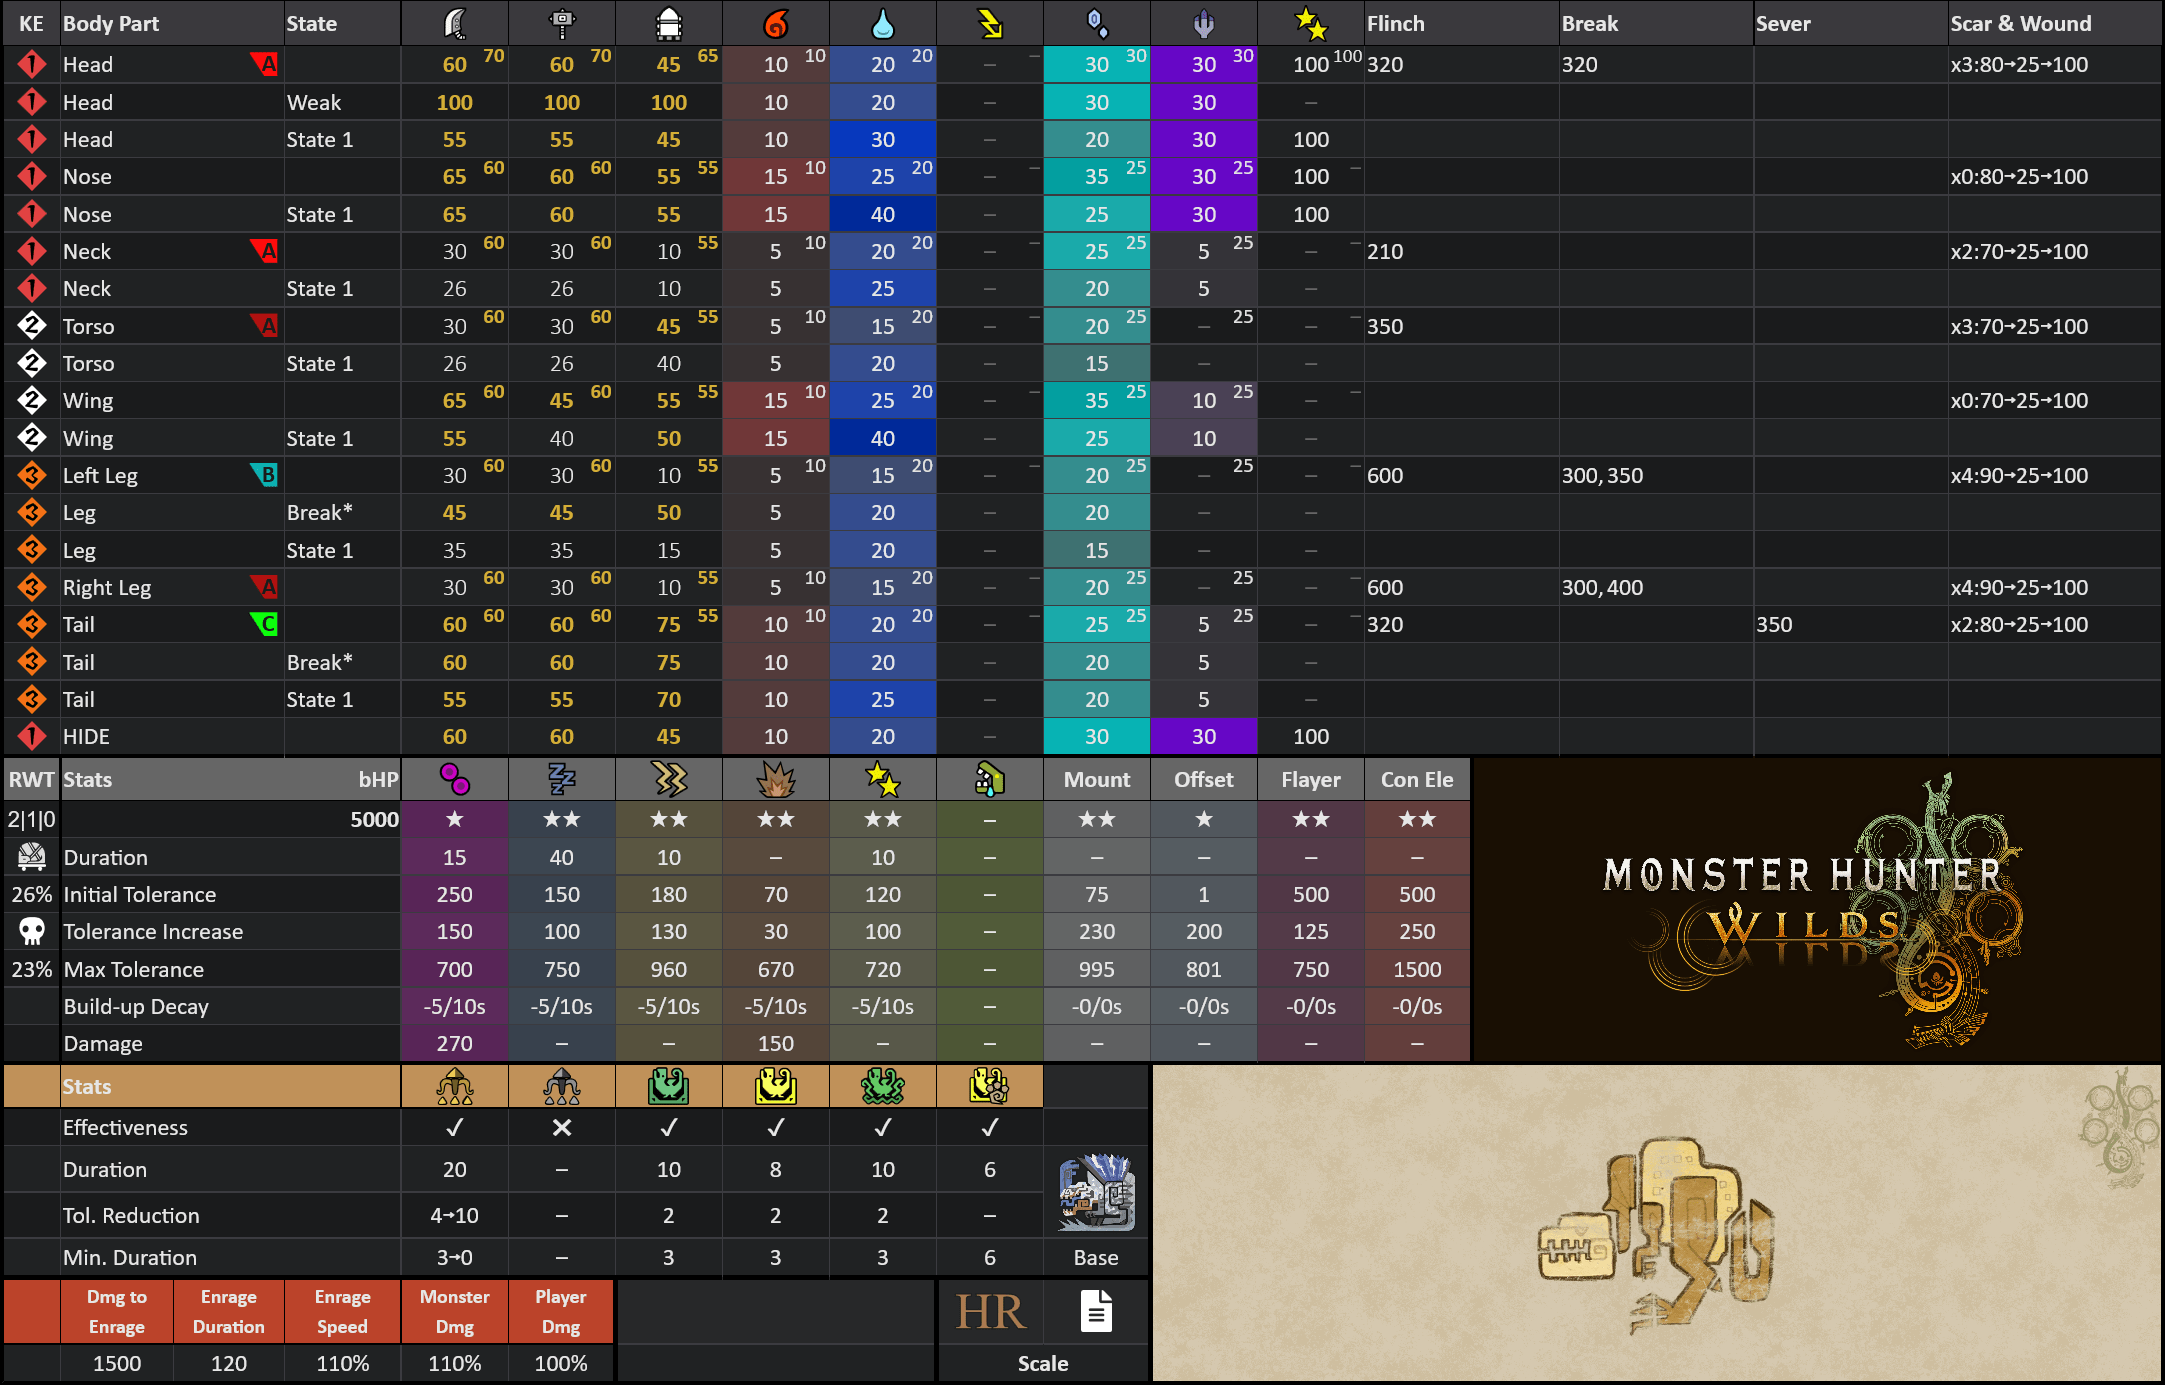 KE Body Part State Flinch Break Sever Scar & Wound
1 Head A 60 70 60 70 45 65 10 10 20 20 – – 30 30 30 30 100 100 320 320 x3:80→25→100
1 Head Weak 100 100 100 10 20 – 30 30 –
1 Head State 1 55 55 45 10 30 – 20 30 100
1 Nose 65 60 60 60 55 55 15 10 25 20 – – 35 25 30 25 100 – x0:80→25→100
1 Nose State 1 65 60 55 15 40 – 25 30 100
1 Neck A 30 60 30 60 10 55 5 10 20 20 – – 25 25 5 25 – – 210 x2:70→25→100
1 Neck State 1 26 26 10 5 25 – 20 5 –
2 Torso A 30 60 30 60 45 55 5 10 15 20 – – 20 25 – 25 – – 350 x3:70→25→100
2 Torso State 1 26 26 40 5 20 – 15 – –
2 Wing 65 60 45 60 55 55 15 10 25 20 – – 35 25 10 25 – – x0:70→25→100
2 Wing State 1 55 40 50 15 40 – 25 10 –
3 Left Leg B 30 60 30 60 10 55 5 10 15 20 – – 20 25 – 25 – – 600 300, 350 x4:90→25→100
3 Leg Break* 45 45 50 5 20 – 20 – –
3 Leg State 1 35 35 15 5 20 – 15 – –
3 Right Leg A 30 60 30 60 10 55 5 10 15 20 – – 20 25 – 25 – – 600 300, 400 x4:90→25→100
3 Tail C 60 60 60 60 75 55 10 10 20 20 – – 25 25 5 25 – – 320 350 x2:80→25→100
3 Tail Break* 60 60 75 10 20 – 20 5 –
3 Tail State 1 55 55 70 10 25 – 20 5 –
1 HIDE 60 60 45 10 20 – 30 30 100
RWT Stats bHP Mount Offset Flayer Con Ele
2|1|0 5000 ★ ★★ ★★ ★★ ★★ – ★★ ★ ★★ ★★
Duration 15 40 10 – 10 – – – – –
26% Initial Tolerance 250 150 180 70 120 – 75 1 500 500
Tolerance Increase 150 100 130 30 100 – 230 200 125 250
23% Max Tolerance 700 750 960 670 720 – 995 801 750 1500
Build-up Decay -5/10s -5/10s -5/10s -5/10s -5/10s – -0/0s -0/0s -0/0s -0/0s
Damage 270 – – 150 – – – – – –
MONSTER HUNTER
WILDS
Stats
Effectiveness ✓ ✕ ✓ ✓ ✓ ✓
Duration 20 – 10 8 10 6
Tol. Reduction 4→10 – 2 2 2 –
Min. Duration 3→0 – 3 3 3 6 Base
Dmg to Enrage Enrage Monster Player
Enrage Duration Speed Dmg Dmg
HR
1500 120 110% 110% 100% Scale